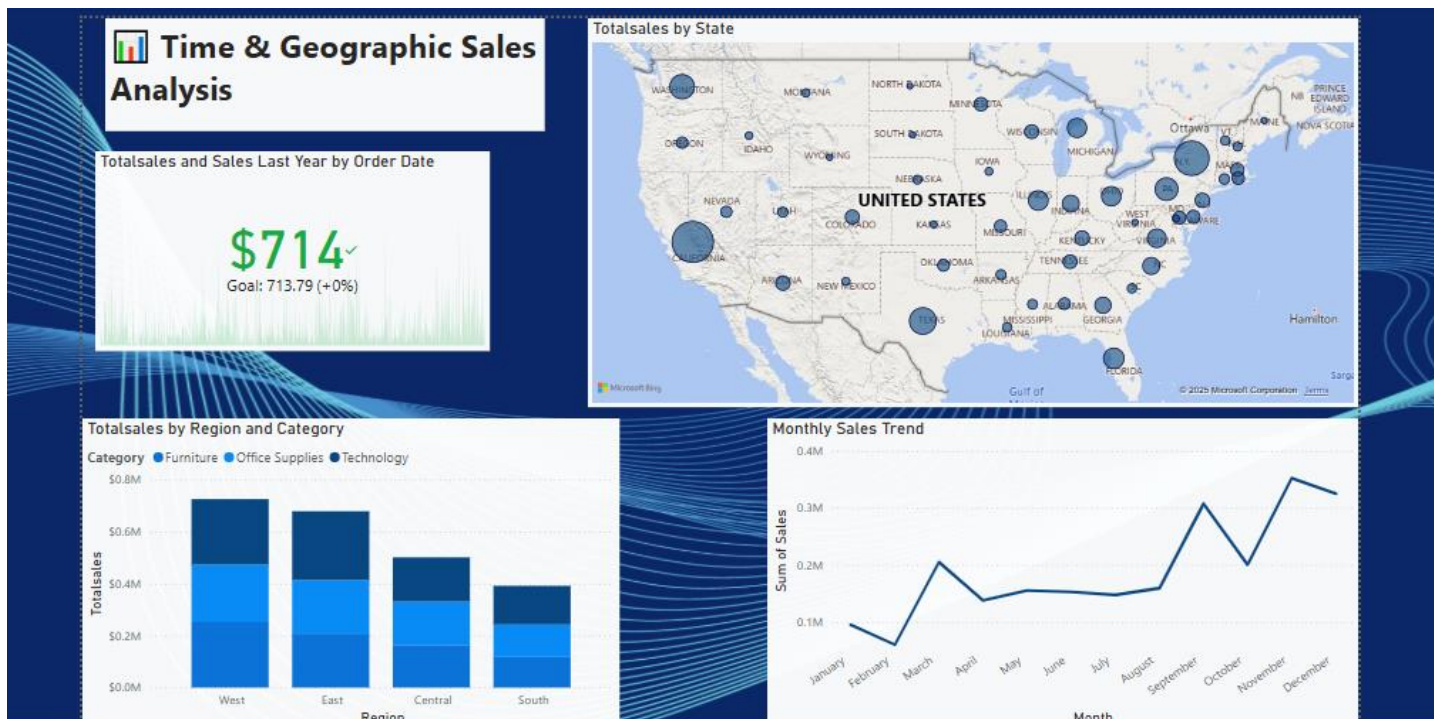 Time & Geographic Sales
Analysis
Totalsales and Sales Last Year by Order Date
$714
Goal: 713.79 (+0%)
Totalsales by State
WASHINGTON
MONTANA
NORTH DAKOTA
MINNESOTA
OREGON
IDAHO
SOUTH DAKOTA
WISCONSIN
MICHIGAN
Ottawa
VT
MAINE
NB
PRINCE
EDWARD
ISLAND
NOVA SCOTIA
WYOMING
IOWA
N.Y.
NEBRASKA
UNITED STATES
NEVADA
UTAH
COLORADO
KANSAS
MISSOURI
ILLINOIS
INDIANA
OHIO
PA
WEST
VIRGINIA
MD
DELAWARE
KENTUCKY
VIRGINIA
CALIFORNIA
OKLAHOMA
TENNESSEE
NC
ARIZONA
NEW MEXICO
ARKANSAS
SC
TEXAS
MISSISSIPPI
ALABAMA
GEORGIA
LOUISIANA
Hamilton
FLORIDA
Microsoft Bing
Gulf of
© 2025 Microsoft Corporation Terms
Totalsales by Region and Category
Category Furniture Office Supplies Technology
$0.8M
$0.6M
$0.4M
$0.2M
$0.0M
Totalsales
West East Central South
Region
Monthly Sales Trend
0.4M
0.3M
0.2M
0.1M
Sum of Sales
January February March April May June July August September October November December
Month